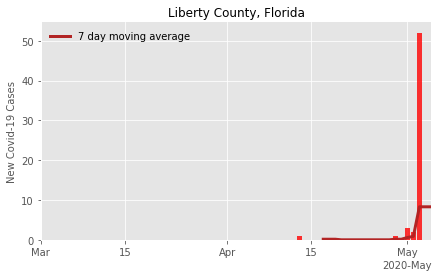 Liberty County, Florida
7 day moving average
New Covid-19 Cases
50
40
30
20
10
0
Mar 15 Apr 15 May
2020-May